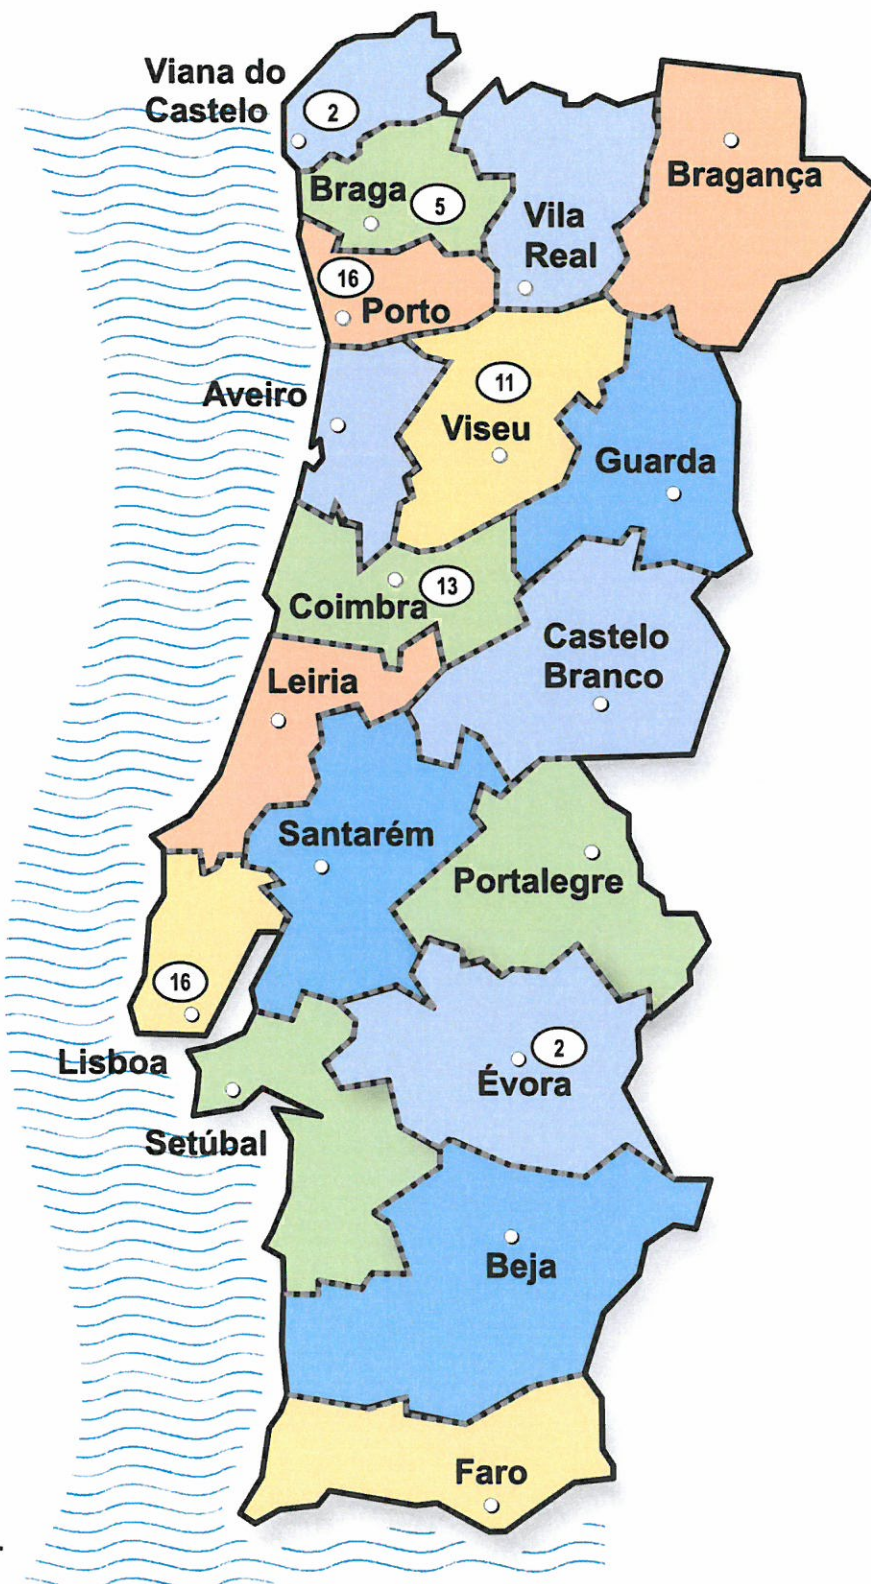 Viana do
Castelo
2
Bragança
Braga
5
Vila
Real
16
Porto
Aveiro
11
Viseu
Guarda
Coimbra
13
Castelo
Branco
Leiria
Santarém
Portalegre
16
Lisboa
2
Évora
Setúbal
Beja
Faro